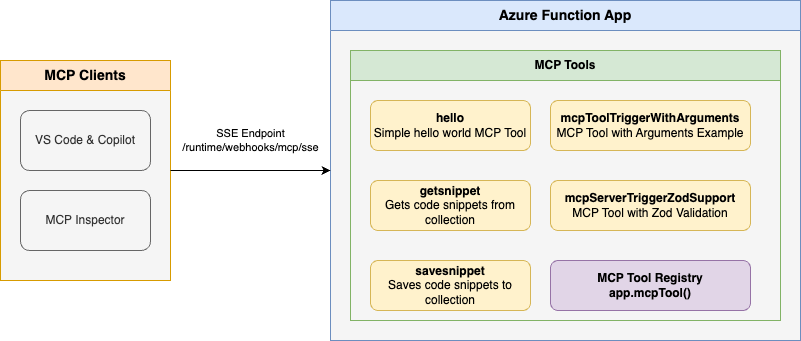 Azure Function App
MCP Clients
VS Code & Copilot
MCP Inspector
SSE Endpoint
/runtime/webhooks/mcp/sse
MCP Tools
hello
Simple hello world MCP Tool
mcpToolTriggerWithArguments
MCP Tool with Arguments Example
getsnippet
Gets code snippets from
collection
mcpServerTriggerZodSupport
MCP Tool with Zod Validation
savesnippet
Saves code snippets to
collection
MCP Tool Registry
app.mcpTool()